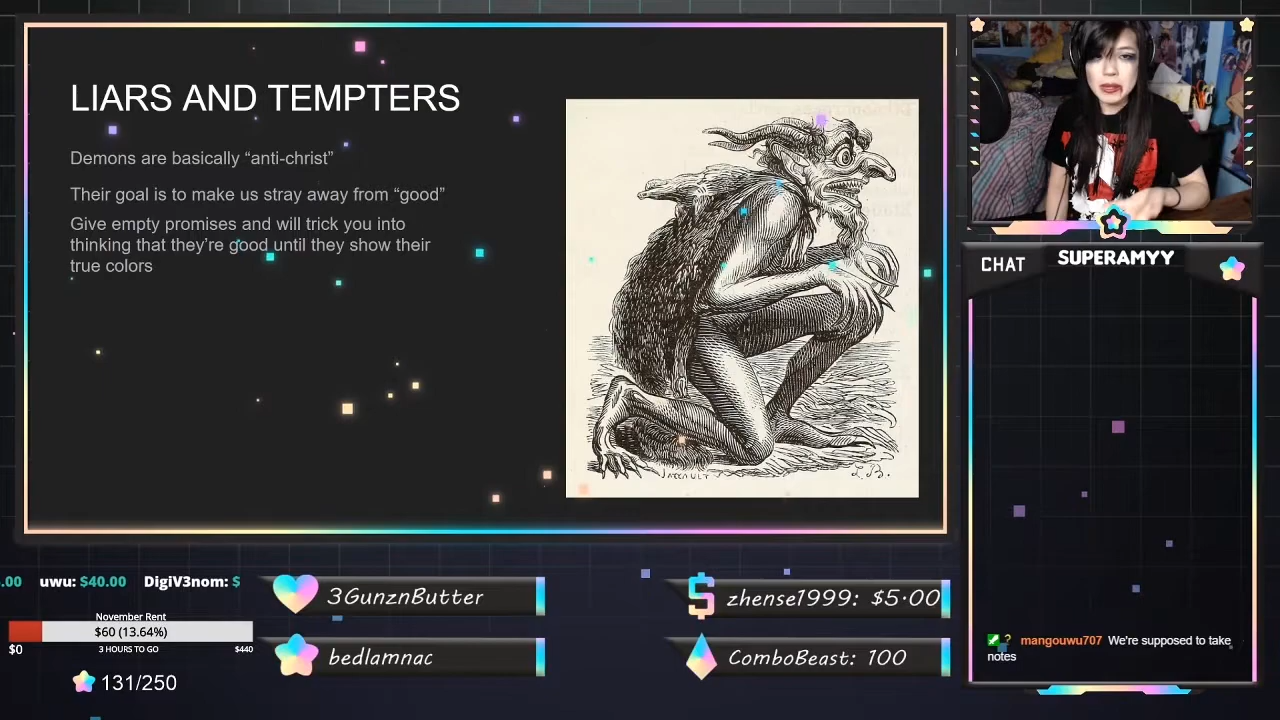 LIARS AND TEMPTERS
Demons are basically “anti-christ”
Their goal is to make us stray away from “good”
Give empty promises and will trick you into
thinking that they’re good until they show their
true colors
L.B.
CHAT
SUPERAMYY
mangouwu707 We're supposed to take
notes
.00 uwu: $40.00 DigiV3nom: $
November Rent
$60 (13.64%)
$0 3 HOURS TO GO $440
131/250
3GunznButter
bedlamnac
zhense1999: $5.00
ComboBeast: 100